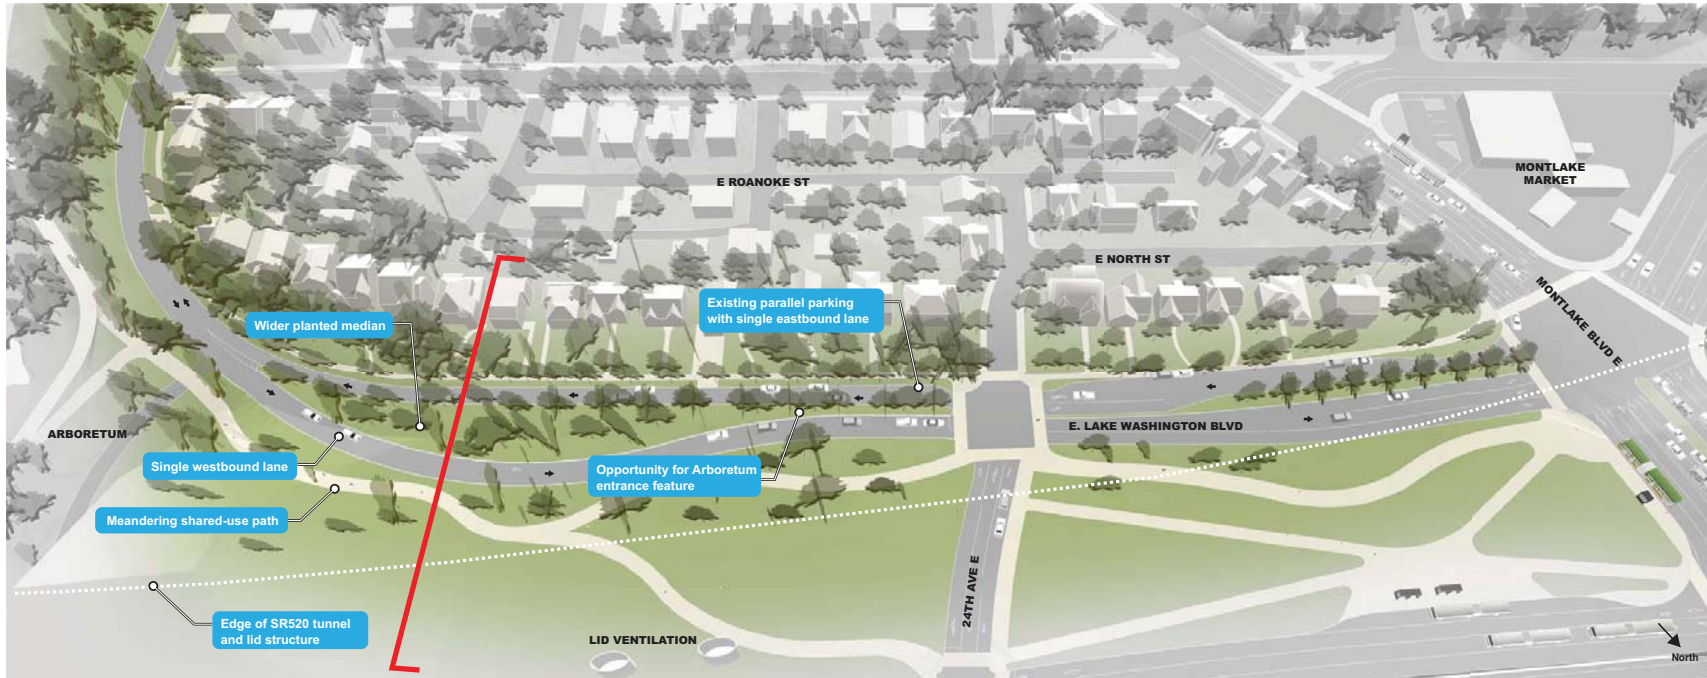 E ROANOKE ST
MONTLAKE
MARKET
E NORTH ST
MONTLAKE BLVD E
Existing parallel parking
with single eastbound lane
Wider planted median
E. LAKE WASHINGTON BLVD
ARBORETUM
Single westbound lane
Opportunity for Arboretum
entrance feature
Meandering shared-use path
24TH AVE E
Edge of SR520 tunnel
and lid structure
LID VENTILATION
North